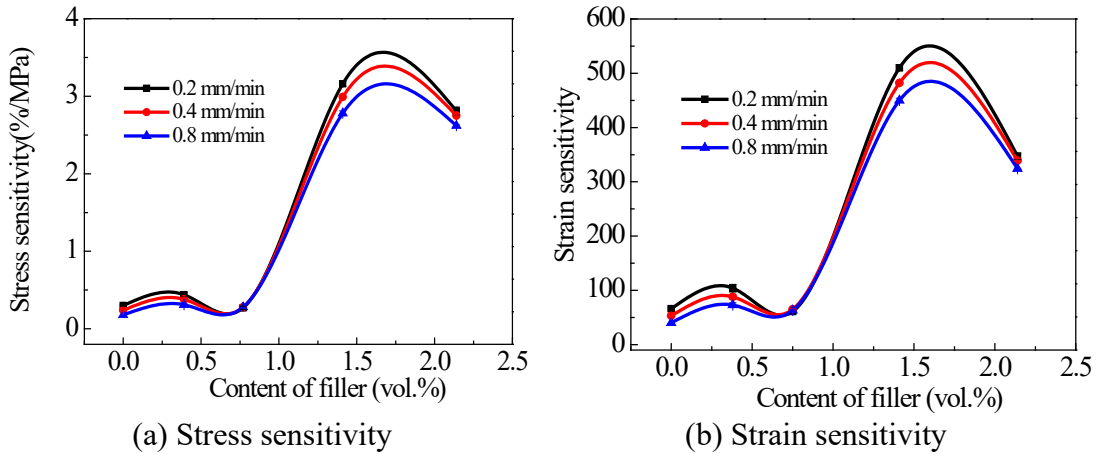 4
3
2
1
0
Stress sensitivity(%/MPa)
0.2 mm/min
0.4 mm/min
0.8 mm/min
0.0 0.5 1.0 1.5 2.0 2.5
Content of filler (vol.%)
(a) Stress sensitivity
600
500
400
300
200
100
0
Strain sensitivity
0.2 mm/min
0.4 mm/min
0.8 mm/min
0.0 0.5 1.0 1.5 2.0 2.5
Content of filler (vol.%)
(b) Strain sensitivity